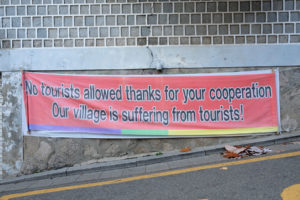 No tourists allowed thanks for your cooperation
Our village is suffering from tourists!